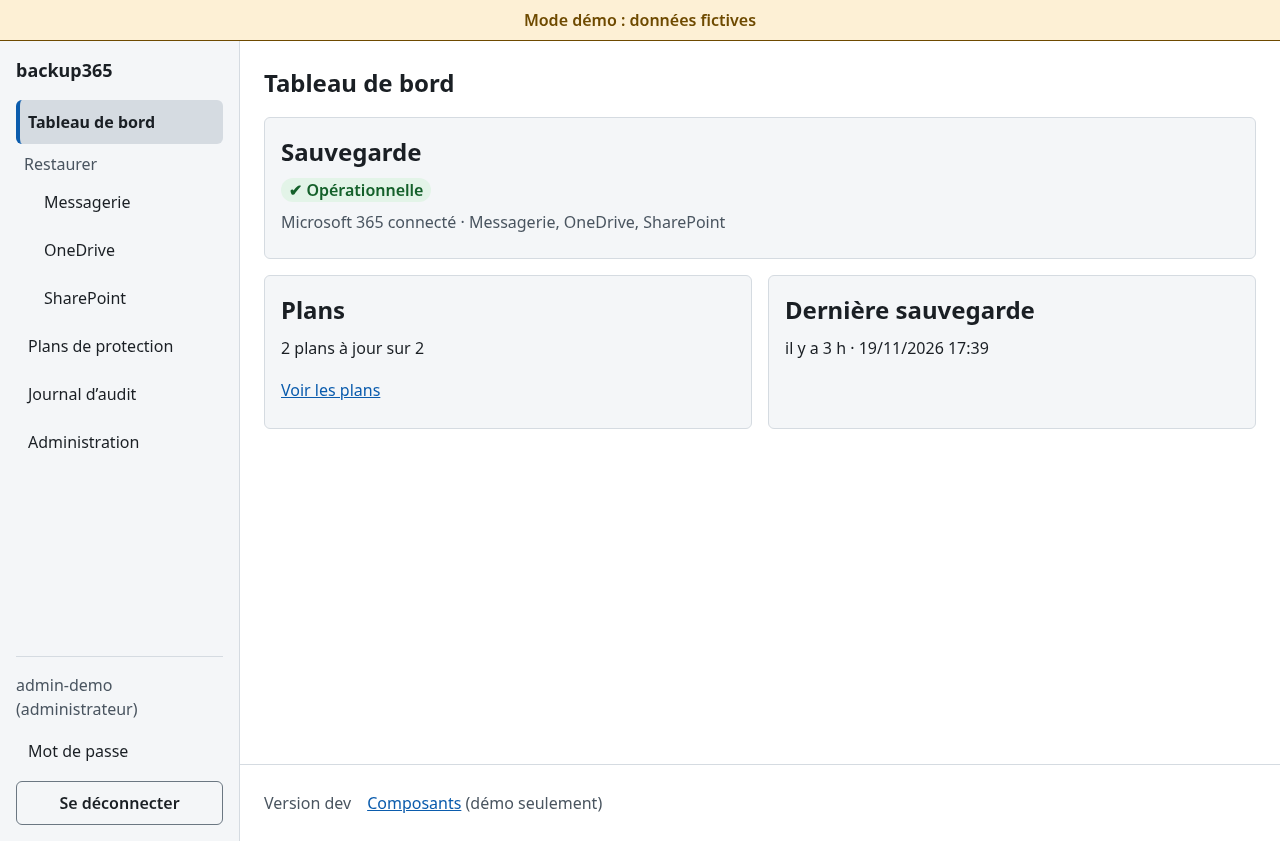 Mode démo : données fictives
backup365
Tableau de bord
Restaurer
Messagerie
OneDrive
SharePoint
Plans de protection
Journal d’audit
Administration
admin-demo
(administrateur)
Mot de passe
Se déconnecter
Tableau de bord
Sauvegarde
✔ Opérationnelle
Microsoft 365 connecté · Messagerie, OneDrive, SharePoint
Plans
2 plans à jour sur 2
Voir les plans
Dernière sauvegarde
il y a 3 h · 19/11/2026 17:39
Version dev Composants (démo seulement)